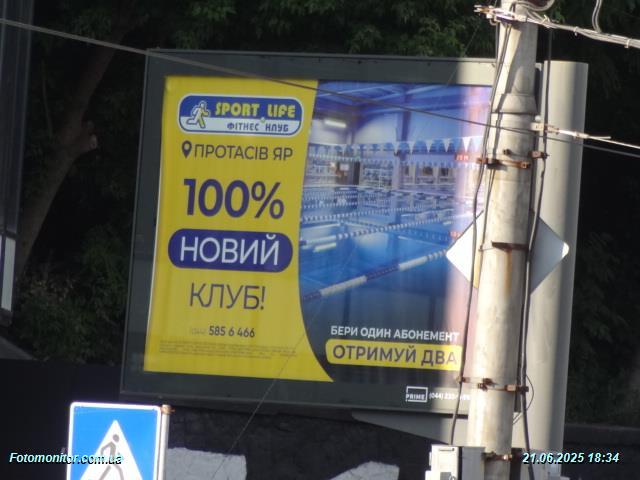 SPORT LIFE
ФІТНЕС КЛУБ
ПРОТАСІВ ЯР
100%
НОВИЙ
КЛУБ!
(044) 585 6 466
БЕРИ ОДИН АБОНЕМЕНТ
ОТРИМУЙ ДВА
PRIME
Fotomonitor.com.ua
21.06.2025 18:34